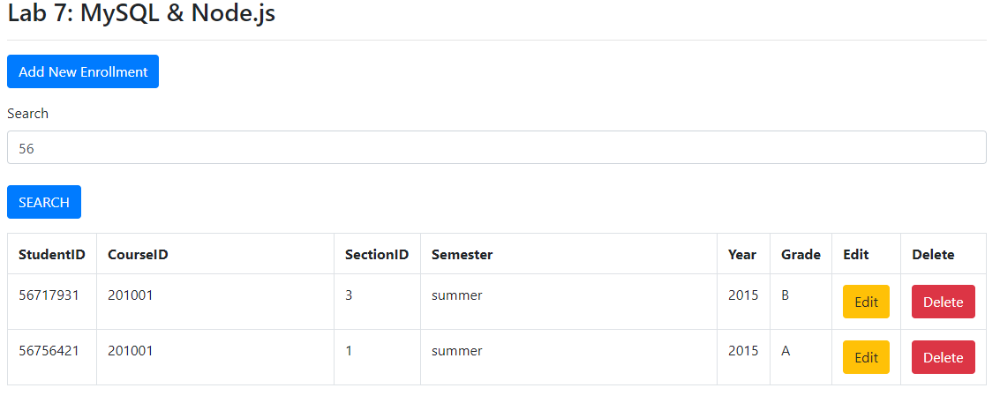 Lab 7: MySQL & Node.js
Add New Enrollment
Search
56
SEARCH
StudentID CourseID SectionID Semester Year Grade Edit Delete
56717931 201001 3 summer 2015 B Edit Delete
56756421 201001 1 summer 2015 A Edit Delete